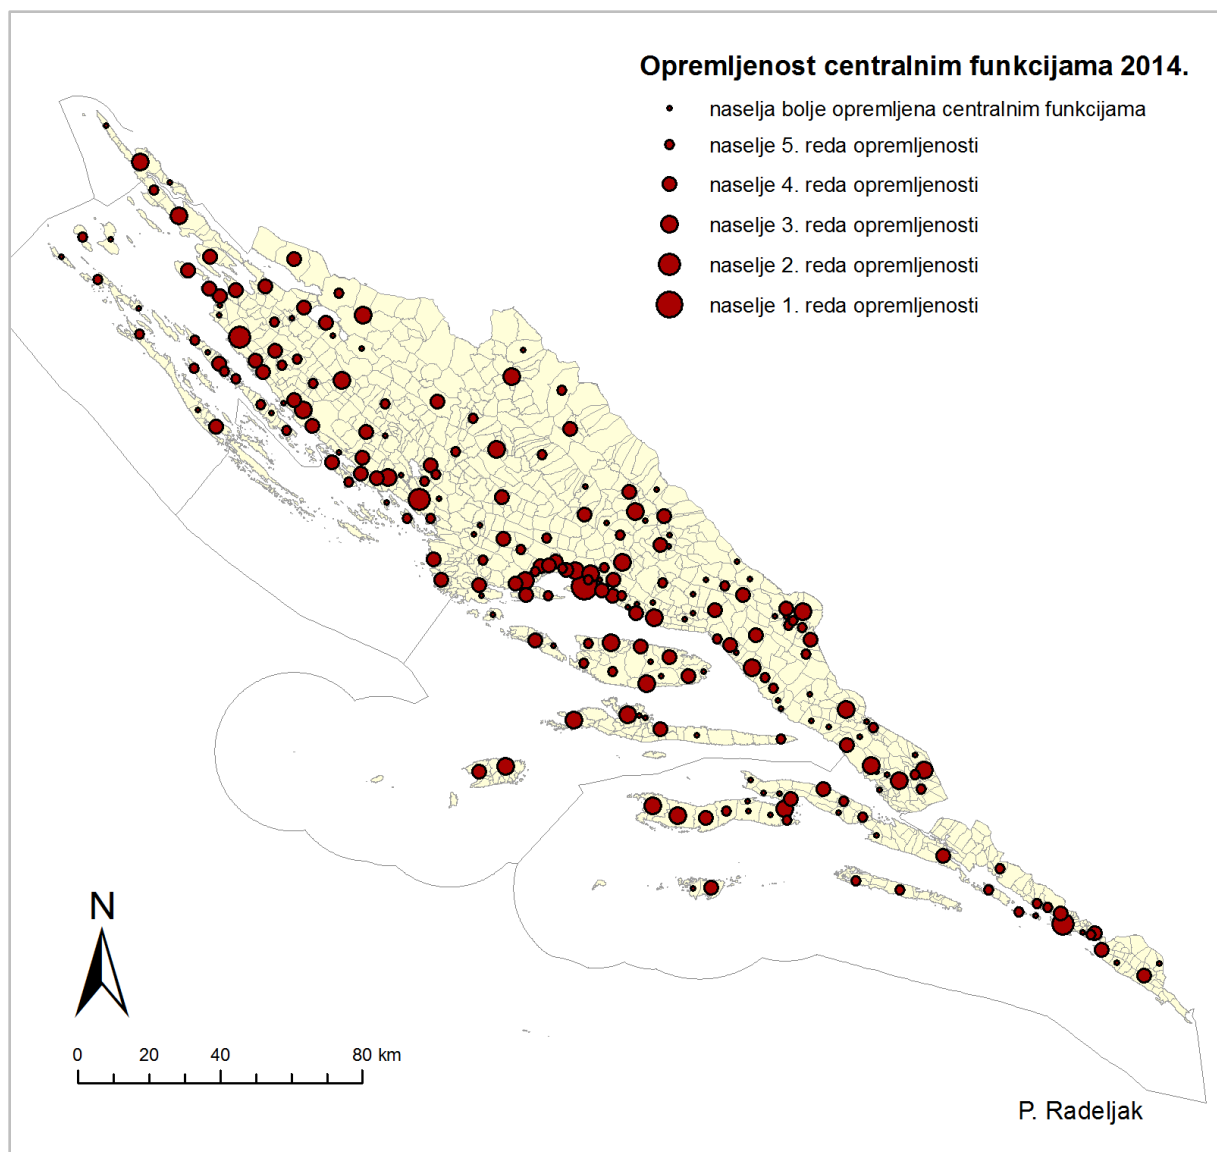 Opremljenost centralnim funkcijama 2014.
naselja bolje opremljena centralnim funkcijama
naselje 5. reda opremljenosti
naselje 4. reda opremljenosti
naselje 3. reda opremljenosti
naselje 2. reda opremljenosti
naselje 1. reda opremljenosti
N
0 20 40 80 km
P. Radeljak